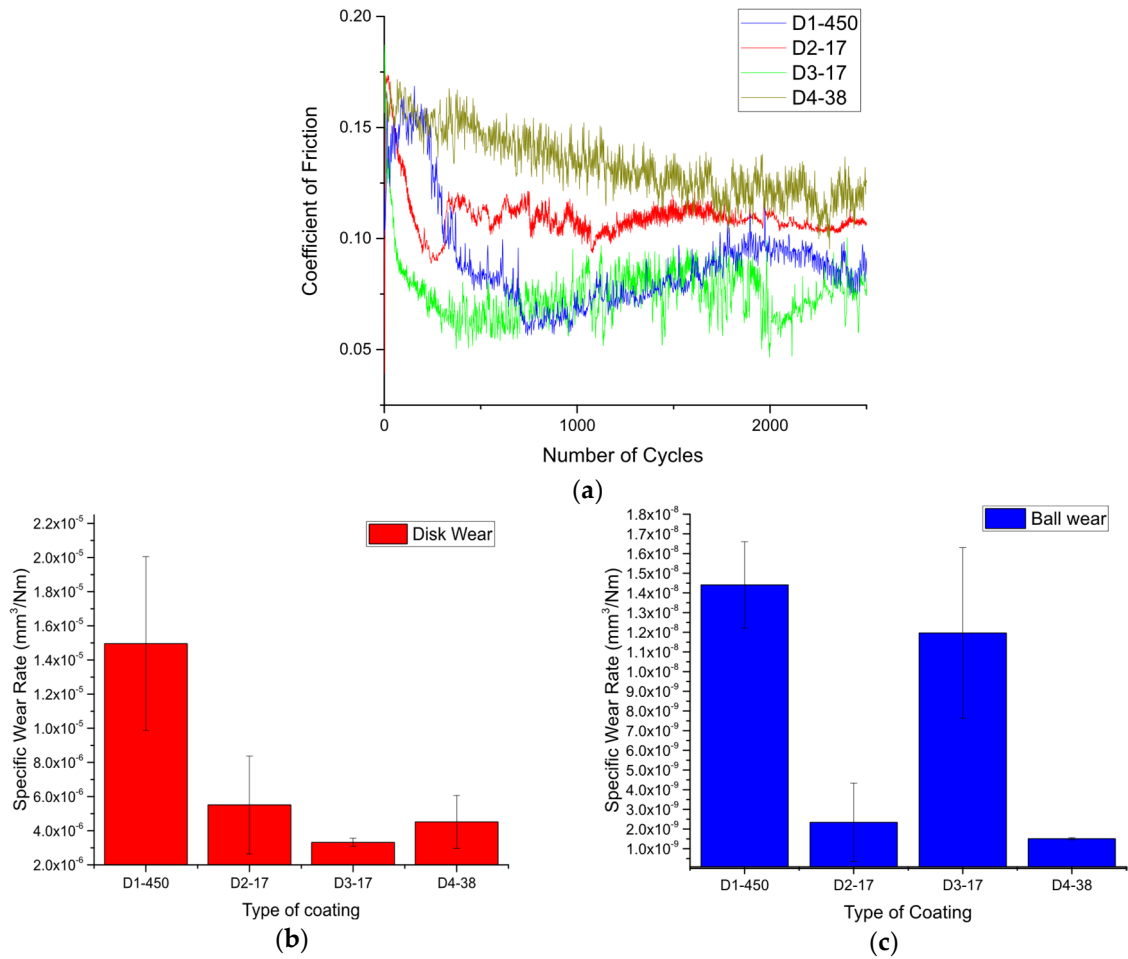 0.20
0.15
0.10
0.05
Coefficient of Friction
D1-450
D2-17
D3-17
D4-38
0
1000
2000
Number of Cycles
(a)
2.2x10⁻⁵
2.0x10⁻⁵
1.8x10⁻⁵
1.6x10⁻⁵
1.4x10⁻⁵
1.2x10⁻⁵
1.0x10⁻⁵
8.0x10⁻⁶
6.0x10⁻⁶
4.0x10⁻⁶
2.0x10⁻⁶
Specific Wear Rate (mm³/Nm)
Disk Wear
D1-450 D2-17 D3-17 D4-38
Type of coating
(b)
1.8x10⁻⁸
1.7x10⁻⁸
1.6x10⁻⁸
1.5x10⁻⁸
1.4x10⁻⁸
1.3x10⁻⁸
1.2x10⁻⁸
1.1x10⁻⁸
1.0x10⁻⁸
9.0x10⁻⁹
8.0x10⁻⁹
7.0x10⁻⁹
6.0x10⁻⁹
5.0x10⁻⁹
4.0x10⁻⁹
3.0x10⁻⁹
2.0x10⁻⁹
1.0x10⁻⁹
Specific Wear Rate (mm³/Nm)
Ball wear
D1-450 D2-17 D3-17 D4-38
Type of Coating
(c)